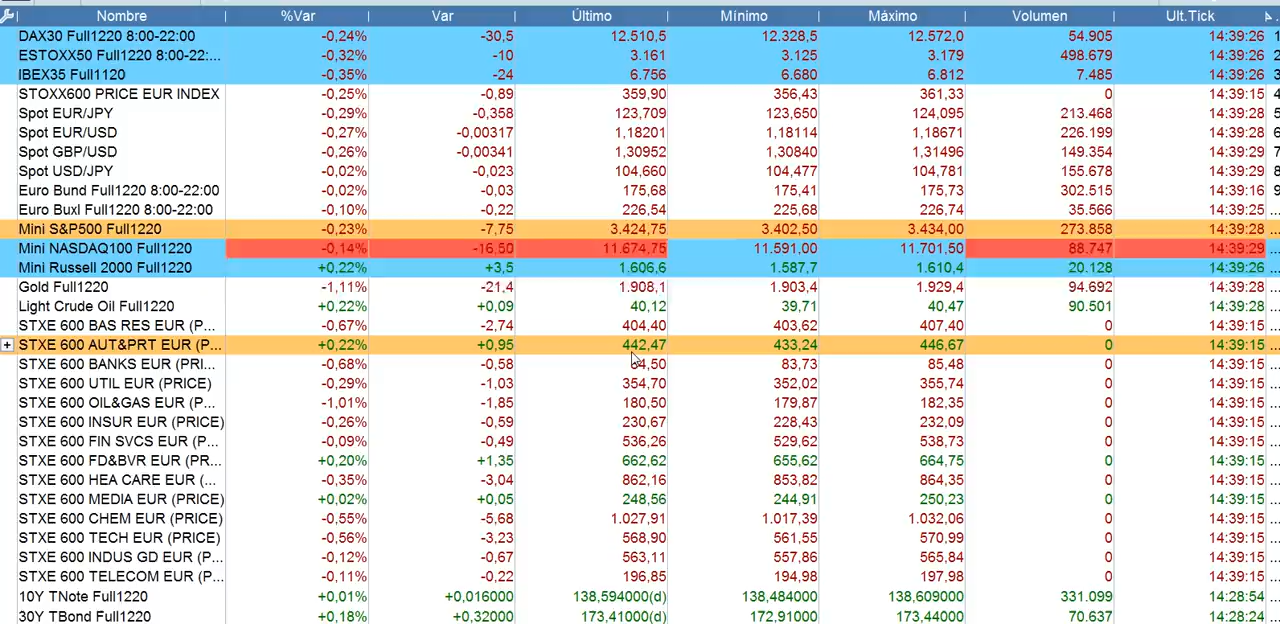 Nombre %Var Var Último Mínimo Máximo Volumen Ult.Tick
DAX30 Full1220 8:00-22:00 -0,24% -30,5 12.510,5 12.328,5 12.572,0 54.905 14:39:26 1
ESTOXX50 Full1220 8:00-22:... -0,32% -10 3.161 3.125 3.179 498.679 14:39:26 2
IBEX35 Full1120 -0,35% -24 6.756 6.680 6.812 7.485 14:39:26 3
STOXX600 PRICE EUR INDEX -0,25% -0,89 359,90 356,43 361,33 0 14:39:15 4
Spot EUR/JPY -0,29% -0,358 123,709 123,650 124,095 213.468 14:39:28 5
Spot EUR/USD -0,27% -0,00317 1,18201 1,18114 1,18671 226.199 14:39:28 6
Spot GBP/USD -0,26% -0,00341 1,30952 1,30840 1,31496 149.354 14:39:29 7
Spot USD/JPY -0,02% -0,023 104,660 104,477 104,781 155.678 14:39:29 8
Euro Bund Full1220 8:00-22:00 -0,02% -0,03 175,68 175,41 175,73 302.515 14:39:16 9
Euro Buxl Full1220 8:00-22:00 -0,10% -0,22 226,54 225,68 226,74 35.566 14:39:25 ...
Mini S&P500 Full1220 -0,23% -7,75 3.424,75 3.402,50 3.434,00 273.858 14:39:28 ...
Mini NASDAQ100 Full1220 -0,14% -16,50 11.674,75 11.591,00 11.701,50 88.747 14:39:29 ...
Mini Russell 2000 Full1220 +0,22% +3,5 1.606,6 1.587,7 1.610,4 20.128 14:39:26 ...
Gold Full1220 -1,11% -21,4 1.908,1 1.903,4 1.929,4 94.692 14:39:28 ...
Light Crude Oil Full1220 +0,22% +0,09 40,12 39,71 40,47 90.501 14:39:28 ...
STXE 600 BAS RES EUR (P... -0,67% -2,74 404,40 403,62 407,40 0 14:39:15 ...
STXE 600 AUT&PRT EUR (P... +0,22% +0,95 442,47 433,24 446,67 0 14:39:15 ...
STXE 600 BANKS EUR (PRI... -0,68% -0,58 84,50 83,73 85,48 0 14:39:15 ...
STXE 600 UTIL EUR (PRICE) -0,29% -1,03 354,70 352,02 355,74 0 14:39:15 ...
STXE 600 OIL&GAS EUR (P... -1,01% -1,85 180,50 179,87 182,35 0 14:39:15 ...
STXE 600 INSUR EUR (PRICE) -0,26% -0,59 230,67 228,43 232,09 0 14:39:15 ...
STXE 600 FIN SVCS EUR (P... -0,09% -0,49 536,26 529,62 538,73 0 14:39:15 ...
STXE 600 FD&BVR EUR (PR... +0,20% +1,35 662,62 655,62 664,75 0 14:39:15 ...
STXE 600 HEA CARE EUR (... -0,35% -3,04 862,16 853,82 864,35 0 14:39:15 ...
STXE 600 MEDIA EUR (PRICE) +0,02% +0,05 248,56 244,91 250,23 0 14:39:15 ...
STXE 600 CHEM EUR (PRICE) -0,55% -5,68 1.027,91 1.017,39 1.032,06 0 14:39:15 ...
STXE 600 TECH EUR (PRICE) -0,56% -3,23 568,90 561,55 570,99 0 14:39:15 ...
STXE 600 INDUS GD EUR (P... -0,12% -0,67 563,11 557,86 565,84 0 14:39:15 ...
STXE 600 TELECOM EUR (P... -0,11% -0,22 196,85 194,98 197,98 0 14:39:15 ...
10Y TNote Full1220 +0,01% +0,016000 138,594000(d) 138,484000 138,609000 331.099 14:28:54 ...
30Y TBond Full1220 +0,18% +0,32000 173,41000(d) 172,91000 173,44000 70.637 14:28:24 ...